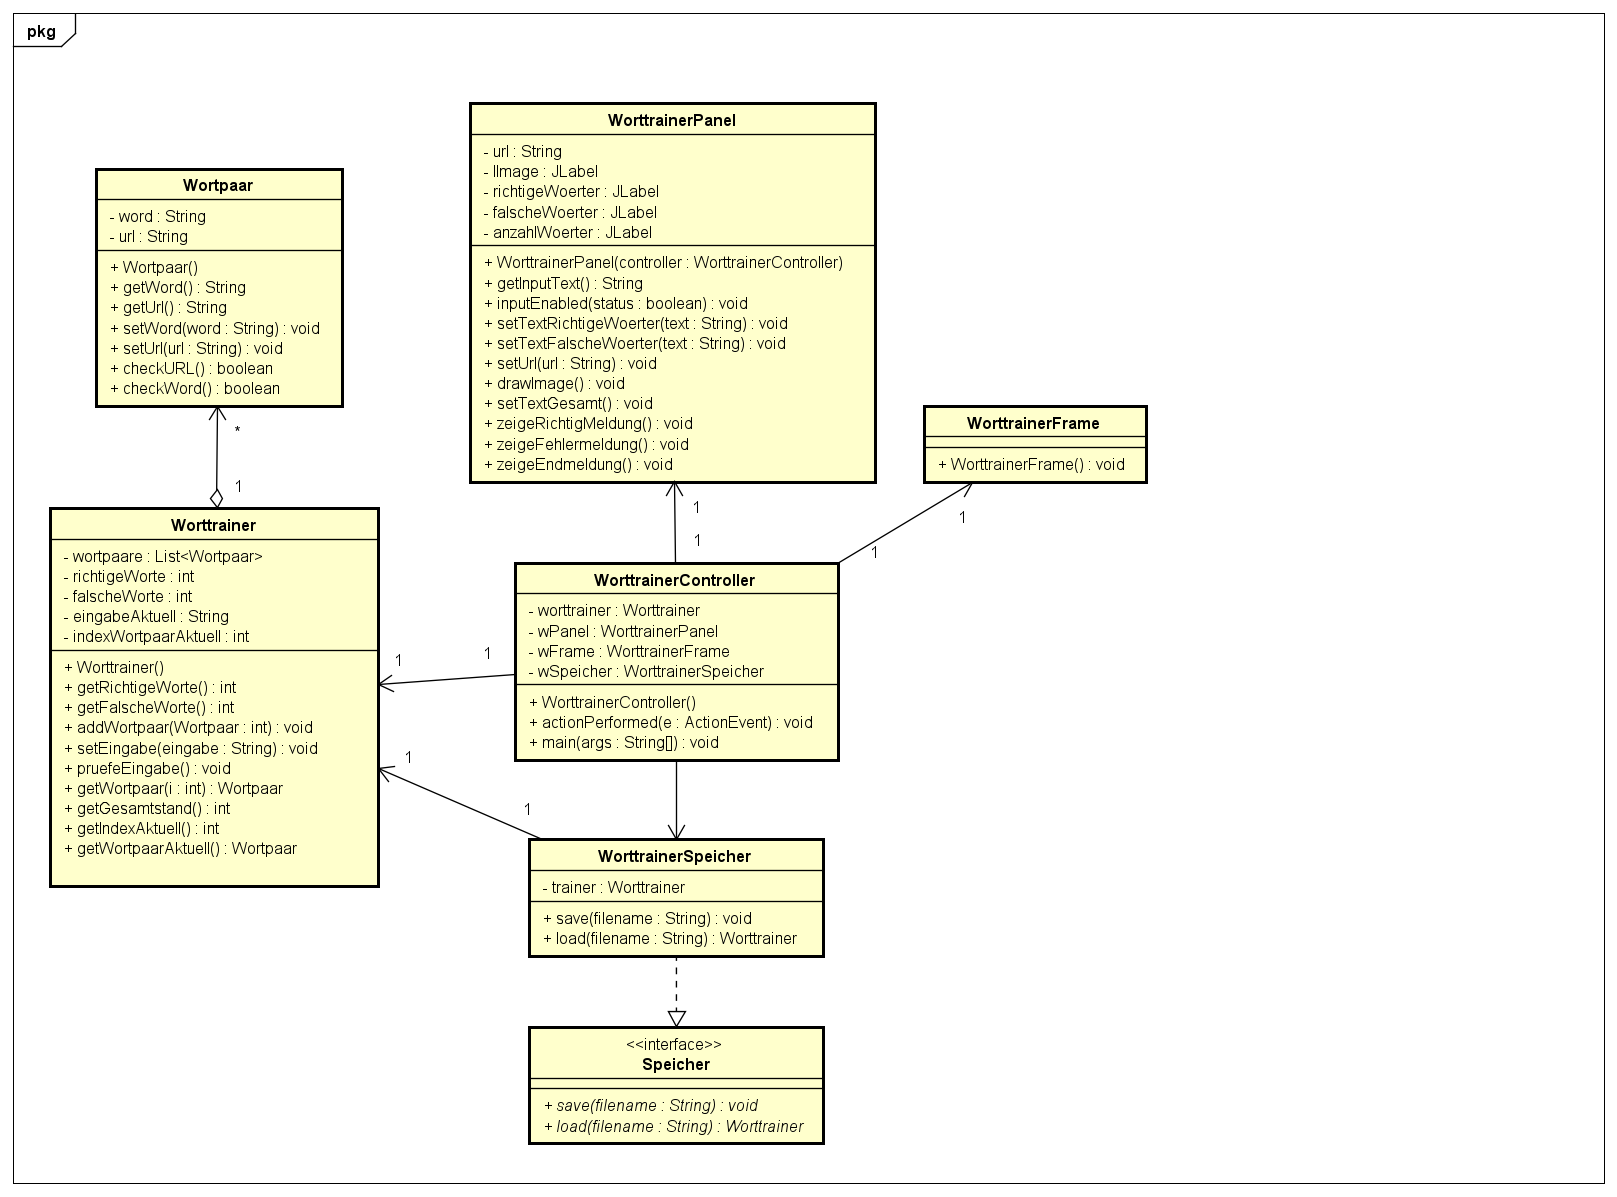 pkg
WorttrainerPanel
- url : String
- lImage : JLabel
- richtigeWoerter : JLabel
- falscheWoerter : JLabel
- anzahlWoerter : JLabel
+ WorttrainerPanel(controller : WorttrainerController)
+ getInputText() : String
+ inputEnabled(status : boolean) : void
+ setTextRichtigeWoerter(text : String) : void
+ setTextFalscheWoerter(text : String) : void
+ setUrl(url : String) : void
+ drawImage() : void
+ setTextGesamt() : void
+ zeigeRichtigMeldung() : void
+ zeigeFehlermeldung() : void
+ zeigeEndmeldung() : void
Wortpaar
- word : String
- url : String
+ Wortpaar()
+ getWord() : String
+ getUrl() : String
+ setWord(word : String) : void
+ setUrl(url : String) : void
+ checkURL() : boolean
+ checkWord() : boolean
*
1
WorttrainerFrame
+ WorttrainerFrame() : void
1
1
1
1
Worttrainer
- wortpaare : List<Wortpaar>
- richtigeWorte : int
- falscheWorte : int
- eingabeAktuell : String
- indexWortpaarAktuell : int
+ Worttrainer()
+ getRichtigeWorte() : int
+ getFalscheWorte() : int
+ addWortpaar(Wortpaar : int) : void
+ setEingabe(eingabe : String) : void
+ pruefeEingabe() : void
+ getWortpaar(i : int) : Wortpaar
+ getGesamtstand() : int
+ getIndexAktuell() : int
+ getWortpaarAktuell() : Wortpaar
1
1
WorttrainerController
- worttrainer : Worttrainer
- wPanel : WorttrainerPanel
- wFrame : WorttrainerFrame
- wSpeicher : WorttrainerSpeicher
+ WorttrainerController()
+ actionPerformed(e : ActionEvent) : void
+ main(args : String[]) : void
1
1
WorttrainerSpeicher
- trainer : Worttrainer
+ save(filename : String) : void
+ load(filename : String) : Worttrainer
<<interface>>
Speicher
+ save(filename : String) : void
+ load(filename : String) : Worttrainer